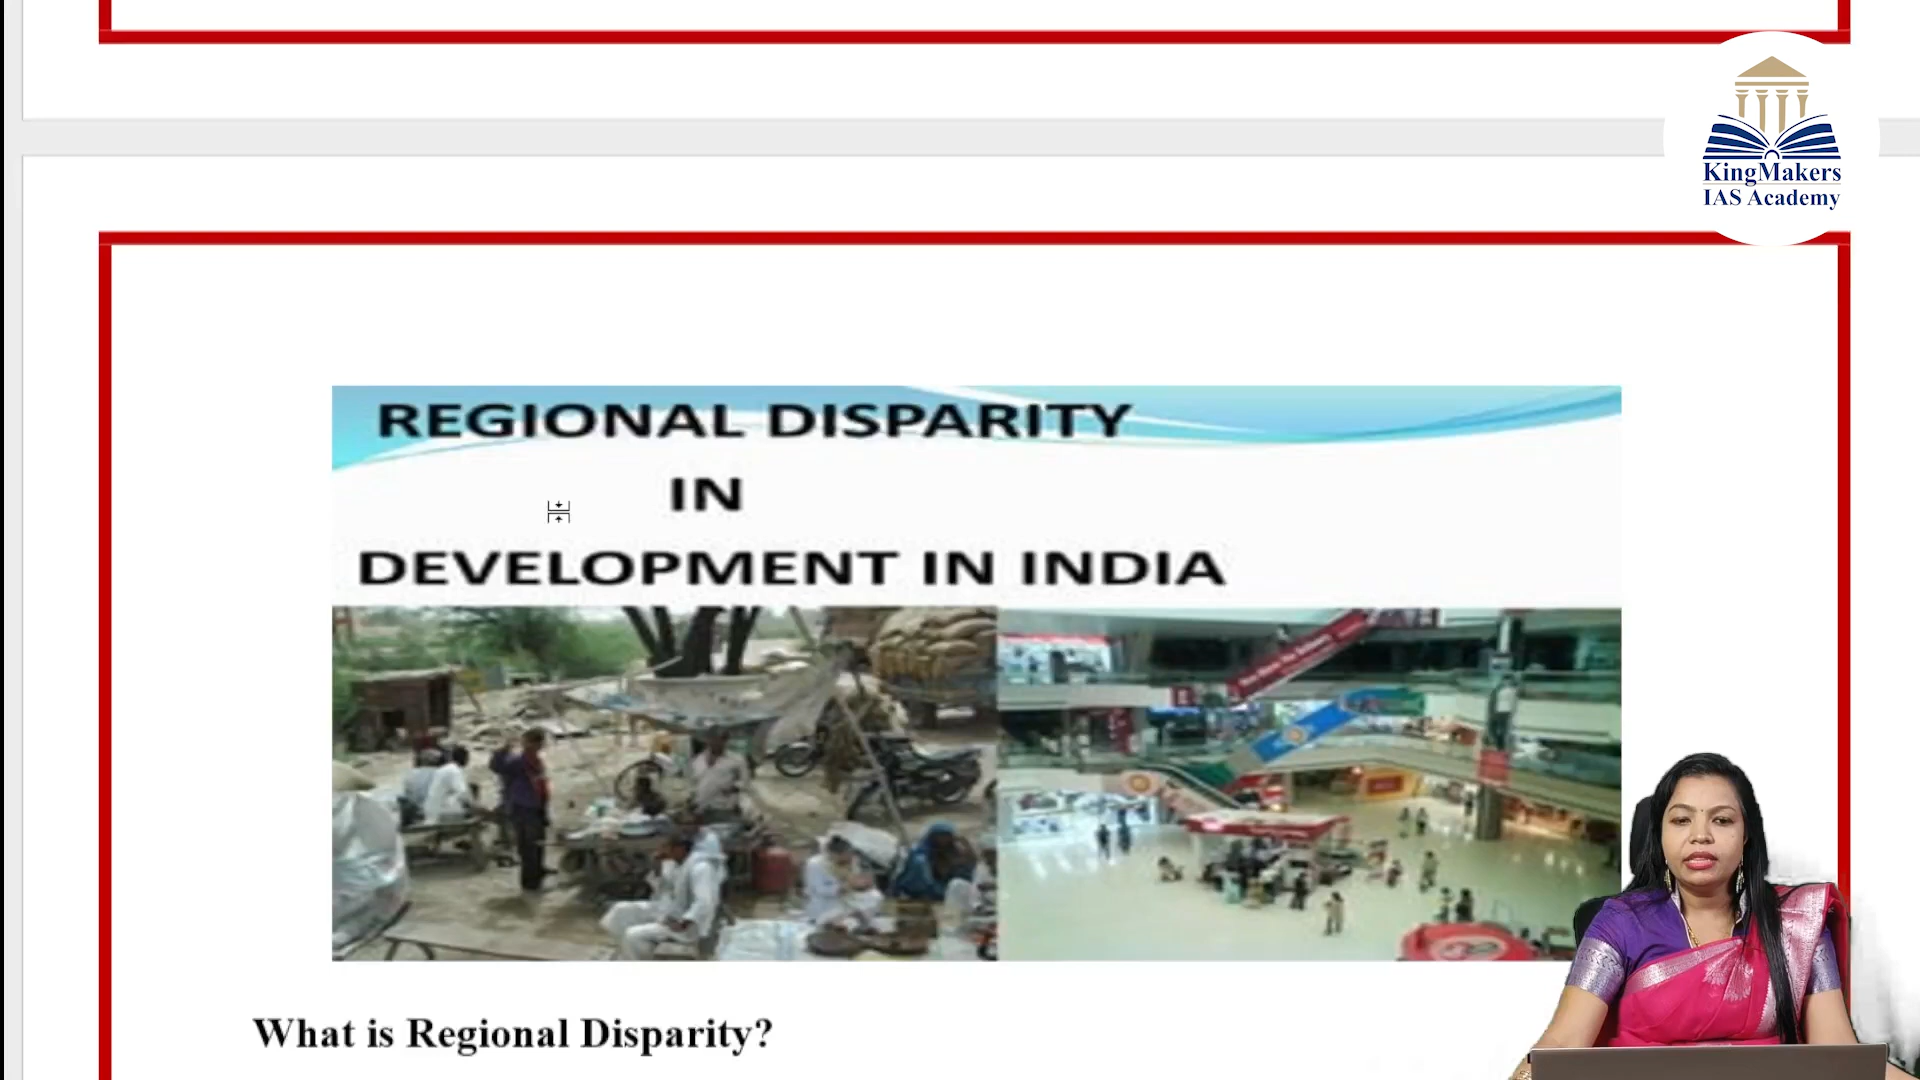 KingMakers
IAS Academy
REGIONAL DISPARITY
IN
DEVELOPMENT IN INDIA
What is Regional Disparity?